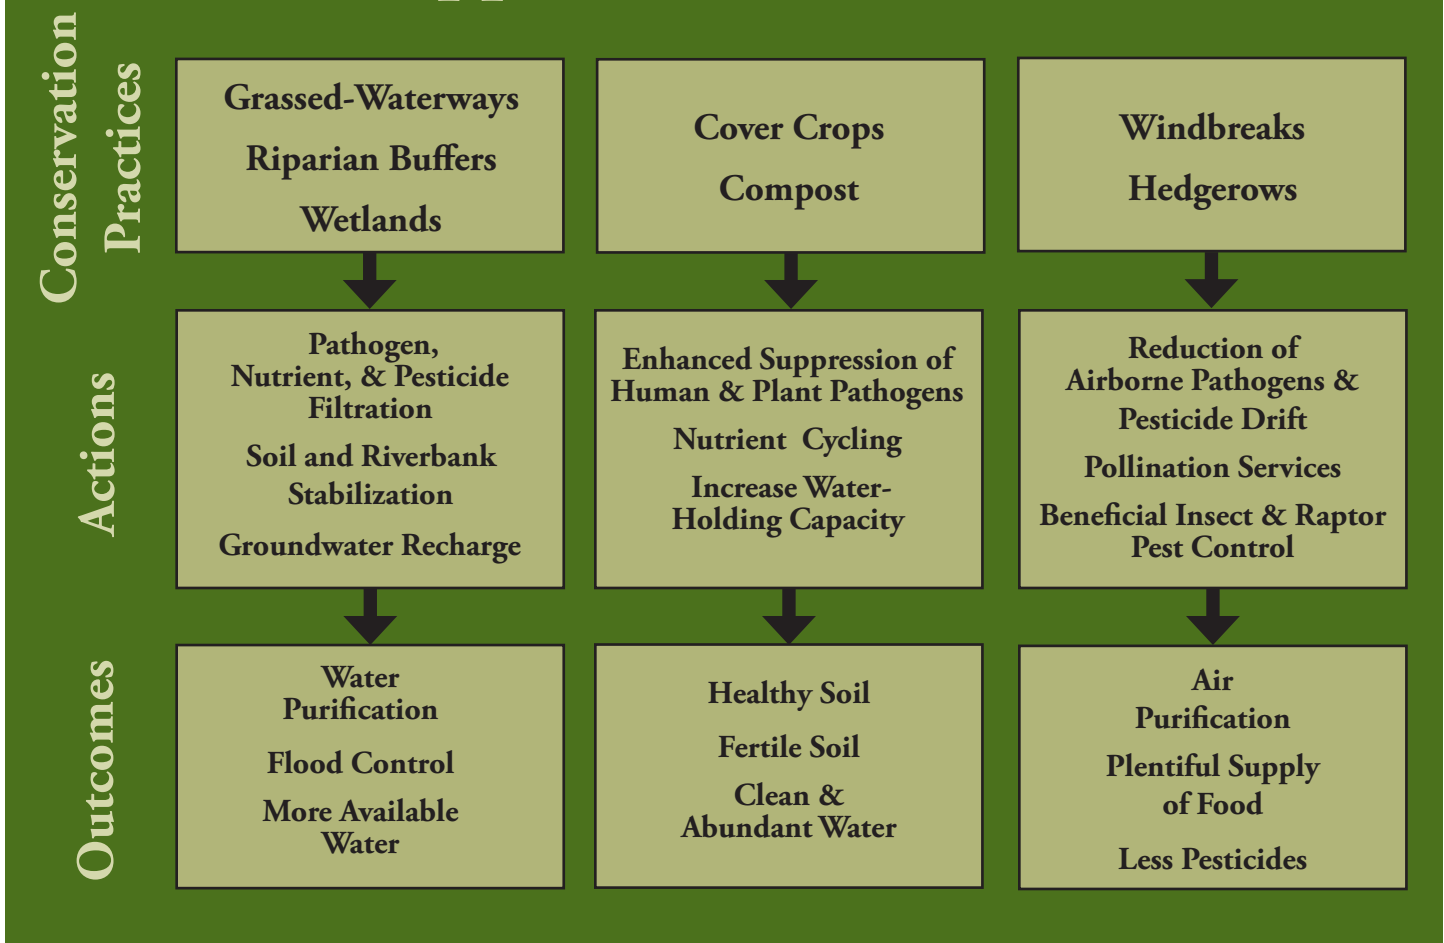 Conservation
Practices
Grassed-Waterways
Riparian Buffers
Wetlands
Cover Crops
Compost
Windbreaks
Hedgerows
Actions
Pathogen,
Nutrient, & Pesticide
Filtration
Soil and Riverbank
Stabilization
Groundwater Recharge
Enhanced Suppression of
Human & Plant Pathogens
Nutrient Cycling
Increase Water-
Holding Capacity
Reduction of
Airborne Pathogens &
Pesticide Drift
Pollination Services
Beneficial Insect & Raptor
Pest Control
Outcomes
Water
Purification
Flood Control
More Available
Water
Healthy Soil
Fertile Soil
Clean &
Abundant Water
Air
Purification
Plentiful Supply
of Food
Less Pesticides